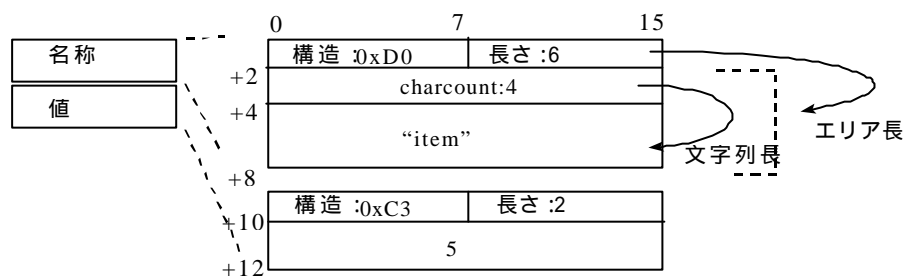 0 7 15
名称
構造:0xD0 長さ:6
+2
charcount:4
値
+4
エリア長
"item"
文字列長
+8
構造:0xC3 長さ:2
+10
5
+12